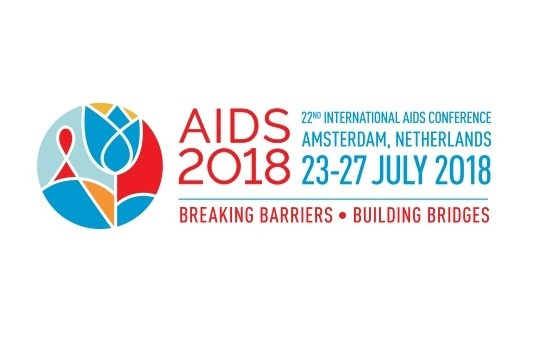 AIDS
2018
22ND INTERNATIONAL AIDS CONFERENCE
AMSTERDAM, NETHERLANDS
23-27 JULY 2018
BREAKING BARRIERS • BUILDING BRIDGES